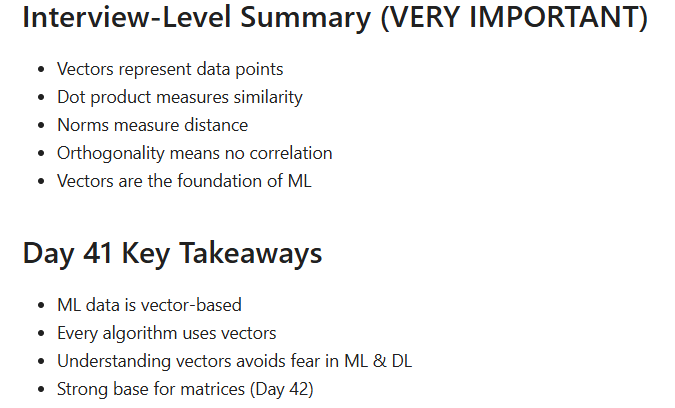 Interview-Level Summary (VERY IMPORTANT)
• Vectors represent data points
• Dot product measures similarity
• Norms measure distance
• Orthogonality means no correlation
• Vectors are the foundation of ML
Day 41 Key Takeaways
• ML data is vector-based
• Every algorithm uses vectors
• Understanding vectors avoids fear in ML & DL
• Strong base for matrices (Day 42)